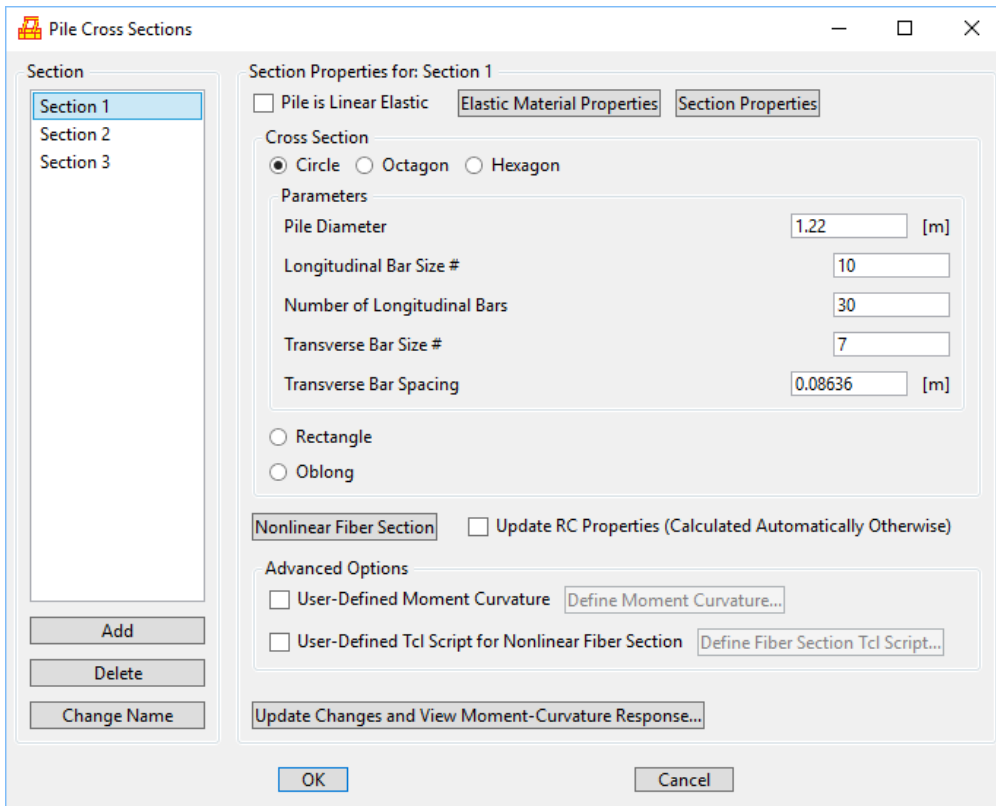 Pile Cross Sections
Section
Section 1
Section 2
Section 3
Add
Delete
Change Name
Section Properties for: Section 1
Pile is Linear Elastic
Elastic Material Properties
Section Properties
Cross Section
Circle
Octagon
Hexagon
Parameters
Pile Diameter 1.22 [m]
Longitudinal Bar Size # 10
Number of Longitudinal Bars 30
Transverse Bar Size # 7
Transverse Bar Spacing 0.08636 [m]
Rectangle
Oblong
Nonlinear Fiber Section
Update RC Properties (Calculated Automatically Otherwise)
Advanced Options
User-Defined Moment Curvature
Define Moment Curvature...
User-Defined Tcl Script for Nonlinear Fiber Section
Define Fiber Section Tcl Script...
Update Changes and View Moment-Curvature Response...
OK
Cancel